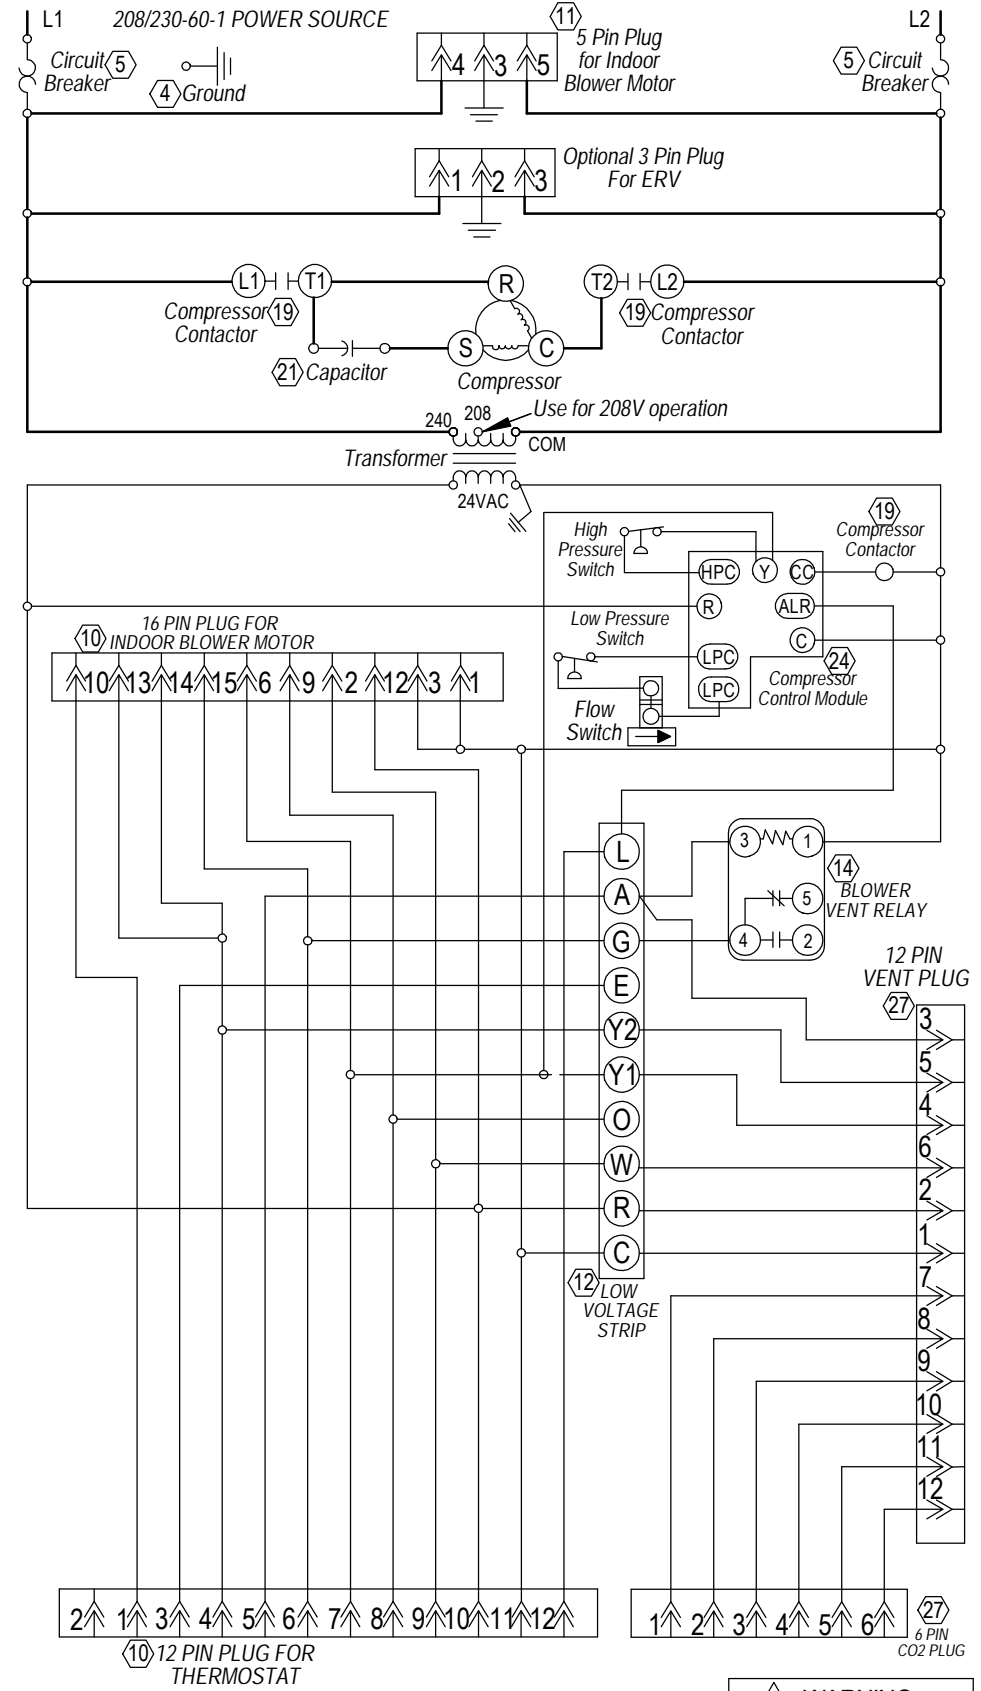 L1 208/230-60-1 POWER SOURCE
11
L2
5 Pin Plug
for Indoor
Blower Motor
Circuit
Breaker
5
4
Ground
4 3 5
5
Circuit
Breaker
Optional 3 Pin Plug
For ERV
1 2 3
L1 T1 R T2 L2
Compressor
Contactor
19
19
Compressor
Contactor
S C
21
Capacitor
Compressor
240 208 Use for 208V operation
COM
Transformer
24VAC
High
Pressure
Switch
19
Compressor
Contactor
HPC Y CC
R ALR
C
LPC
LPC
Low Pressure
Switch
24
Compressor
Control Module
Flow
Switch
10
16 PIN PLUG FOR
INDOOR BLOWER MOTOR
10 13 14 15 6 9 2 12 3 1
L
A
G
E
Y2
Y1
O
W
R
C
3 1
5
4 2
14
BLOWER
VENT RELAY
12 PIN
VENT PLUG
27
3
5
4
6
2
1
7
8
9
10
11
12
12
LOW
VOLTAGE
STRIP
2 1 3 4 5 6 7 8 9 10 11 12
10
12 PIN PLUG FOR
THERMOSTAT
1 2 3 4 5 6
27
6 PIN
CO2 PLUG